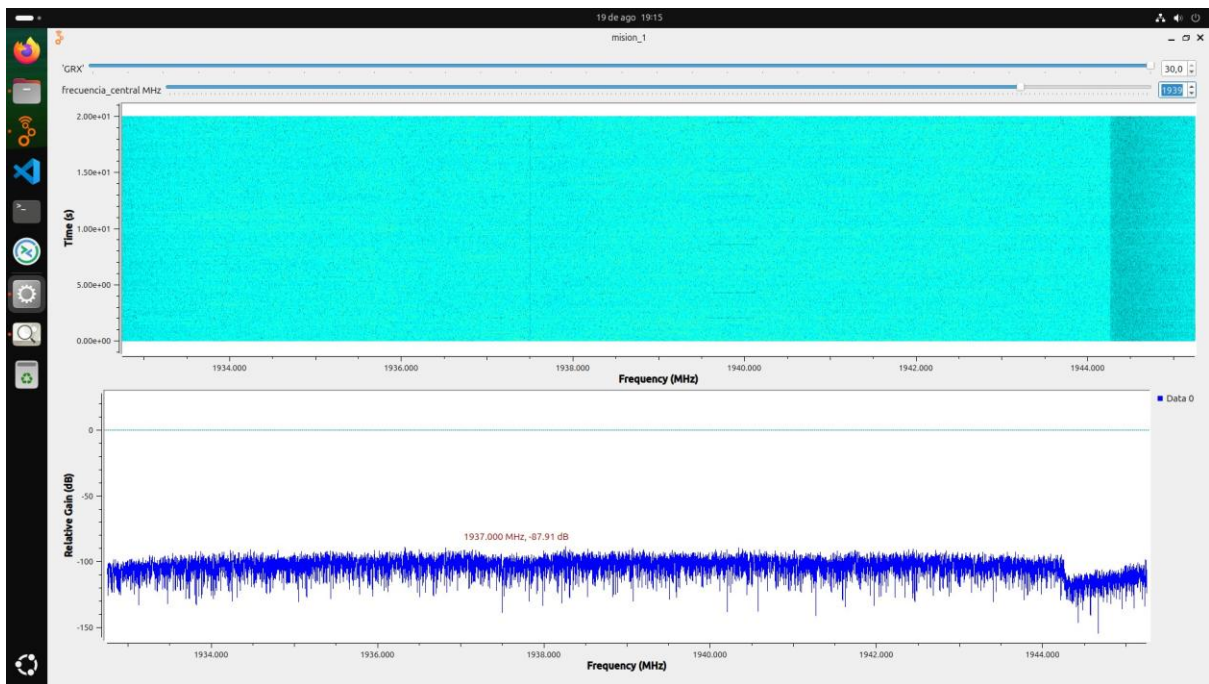 19 de ago 19:15
mision_1
'GRX'
30,0
frecuencia_central MHz
1939
2.00e+01
1.50e+01
1.00e+01
5.00e+00
0.00e+00
Time (s)
1934.000 1936.000 1938.000 1940.000 1942.000 1944.000
Frequency (MHz)
Data 0
0
-50
-100
-150
Relative Gain (dB)
1937.000 MHz, -87.91 dB
1934.000 1936.000 1938.000 1940.000 1942.000 1944.000
Frequency (MHz)